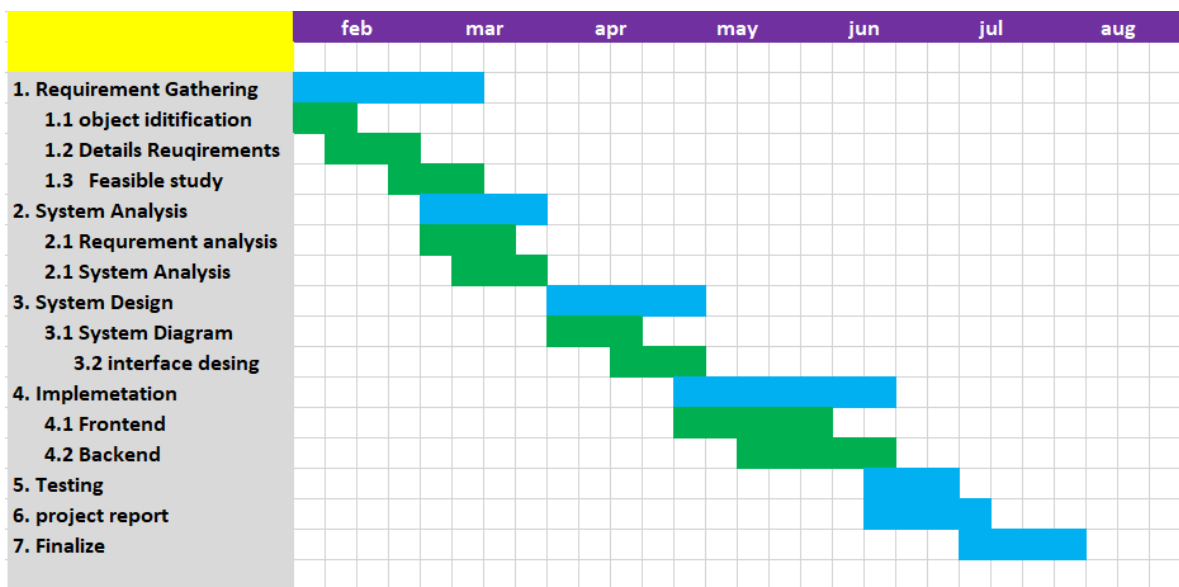 feb mar apr may jun jul aug
1. Requirement Gathering
1.1 object iditification
1.2 Details Reuqirements
1.3 Feasible study
2. System Analysis
2.1 Requrement analysis
2.1 System Analysis
3. System Design
3.1 System Diagram
3.2 interface desing
4. Implemetation
4.1 Frontend
4.2 Backend
5. Testing
6. project report
7. Finalize